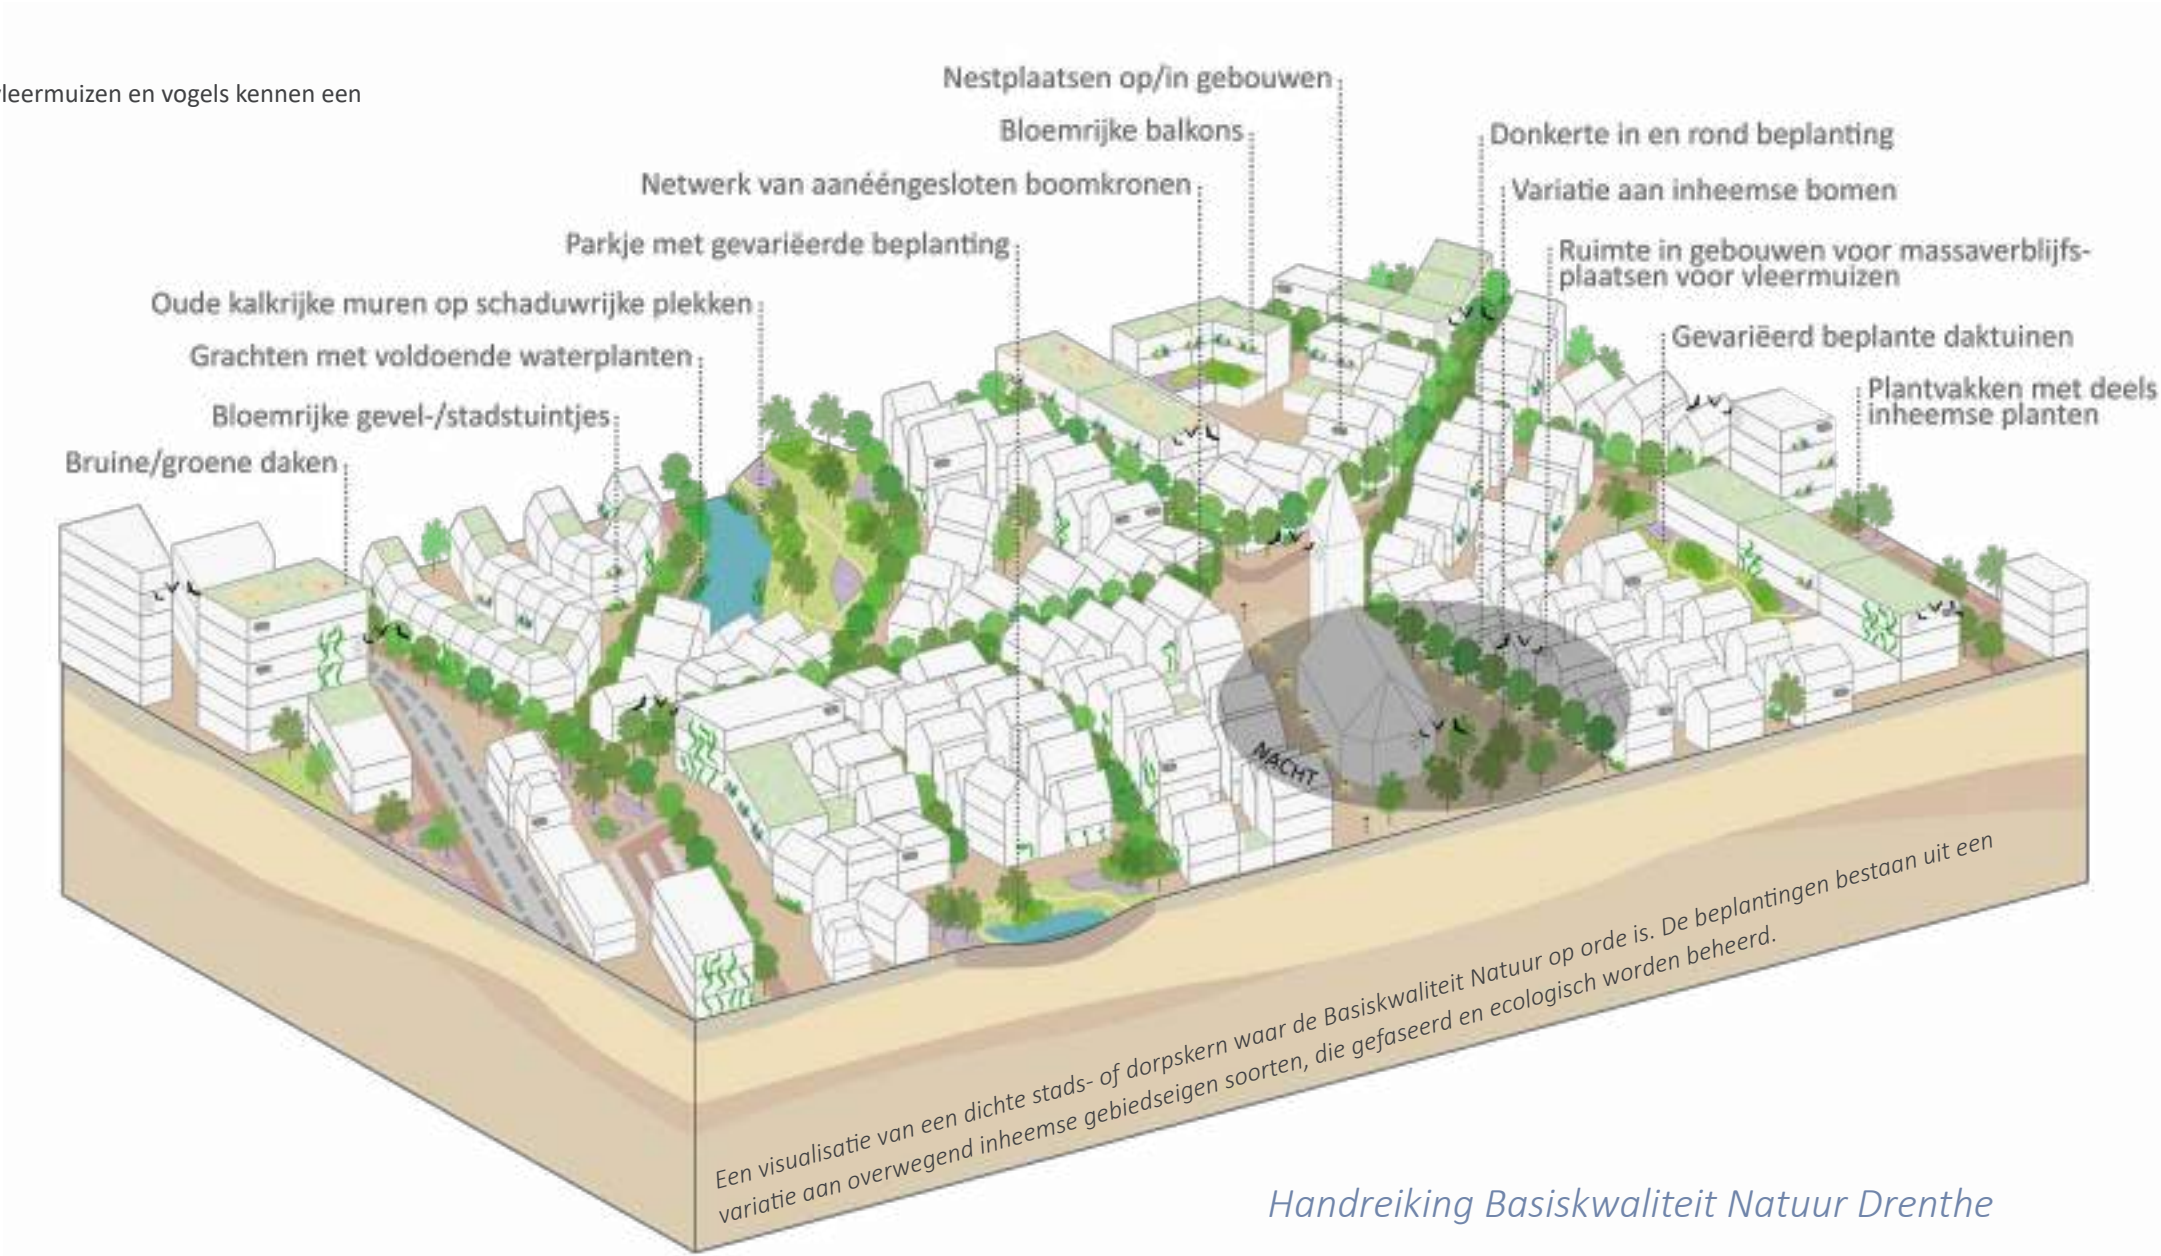 leermuizen en vogels kennen een
Nestplaatsen op/in gebouwen
Bloemrijke balkons
Netwerk van aanééngesloten boomkronen
Parkje met gevariëerde beplanting
Oude kalkrijke muren op schaduwrijke plekken
Grachten met voldoende waterplanten
Bloemrijke gevel-/stadstuintjes
Bruine/groene daken
Donkerte in en rond beplanting
Variatie aan inheemse bomen
Ruimte in gebouwen voor massaverblijfs-
plaatsen voor vleermuizen
Gevariëerd beplante daktuinen
Plantvakken met deels
inheemse planten
NACHT
Een visualisatie van een dichte stads- of dorpskern waar de Basiskwaliteit Natuur op orde is. De beplantingen bestaan uit een
variatie aan overwegend inheemse gebiedseigen soorten, die gefaseerd en ecologisch worden beheerd.
Handreiking Basiskwaliteit Natuur Drenthe